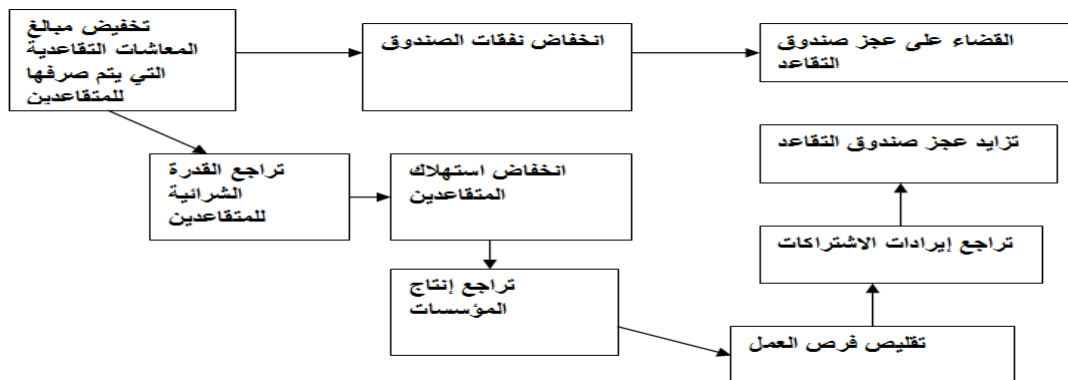 تخفيض مبالغ
المعاشات التقاعدية
التي يتم صرفها
للمتقاعدين
انخفاض نفقات الصندوق
القضاء على عجز صندوق
التقاعد
تراجع القدرة
الشرائية
للمتقاعدين
انخفاض استهلاك
المتقاعدين
تراجع إنتاج
المؤسسات
تقليص فرص العمل
تراجع إيرادات الاشتراكات
تزايد عجز صندوق التقاعد